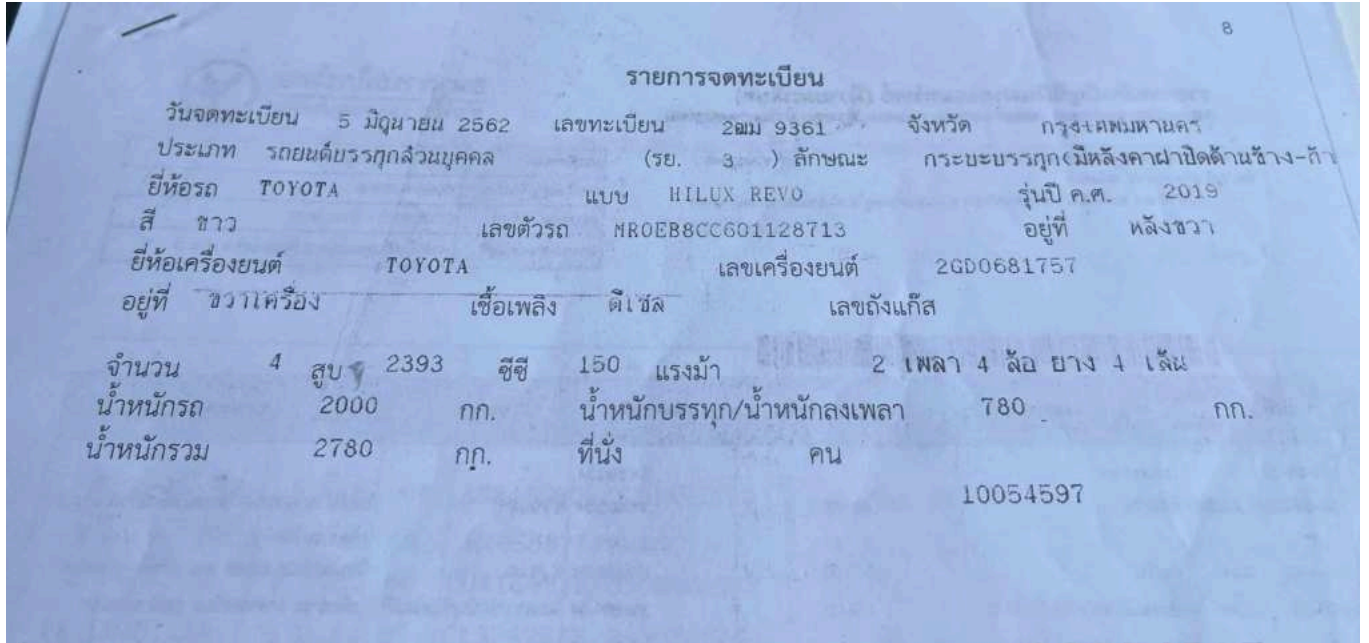 8
รายการจดทะเบียน
วันจดทะเบียน 5 มิถุนายน 2562 เลขทะเบียน 2ฒม 9361 จังหวัด กรุงเทพมหานคร
ประเภท รถยนต์บรรทุกส่วนบุคคล (รย. 3 ) ลักษณะ กระบะบรรทุก(มีหลังคาฝาปิดด้านข้าง-ท้า
ยี่ห้อรถ TOYOTA แบบ HILUX REVO รุ่นปี ค.ศ. 2019
สี ขาว เลขตัวรถ MR0EB8CC601128713 อยู่ที่ หลังขวา
ยี่ห้อเครื่องยนต์ TOYOTA เลขเครื่องยนต์ 2GD0681757
อยู่ที่ ขวาเครื่อง เชื้อเพลิง ดีเซล เลขถังแก๊ส
จำนวน 4 สูบ 2393 ซีซี 150 แรงม้า 2 เพลา 4 ล้อ ยาง 4 เส้น
น้ำหนักรถ 2000 กก. น้ำหนักบรรทุก/น้ำหนักลงเพลา 780 กก.
น้ำหนักรวม 2780 กก. ที่นั่ง คน
10054597